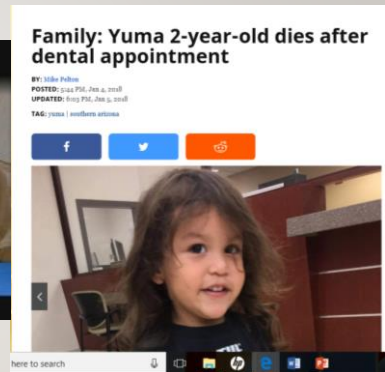 Family: Yuma 2-year-old dies after
dental appointment
BY: Mike Pelton
POSTED: 5:44 PM, Jan 4, 2018
UPDATED: 6:03 PM, Jan 5, 2018
TAG: yuma | southern arizona
here to search